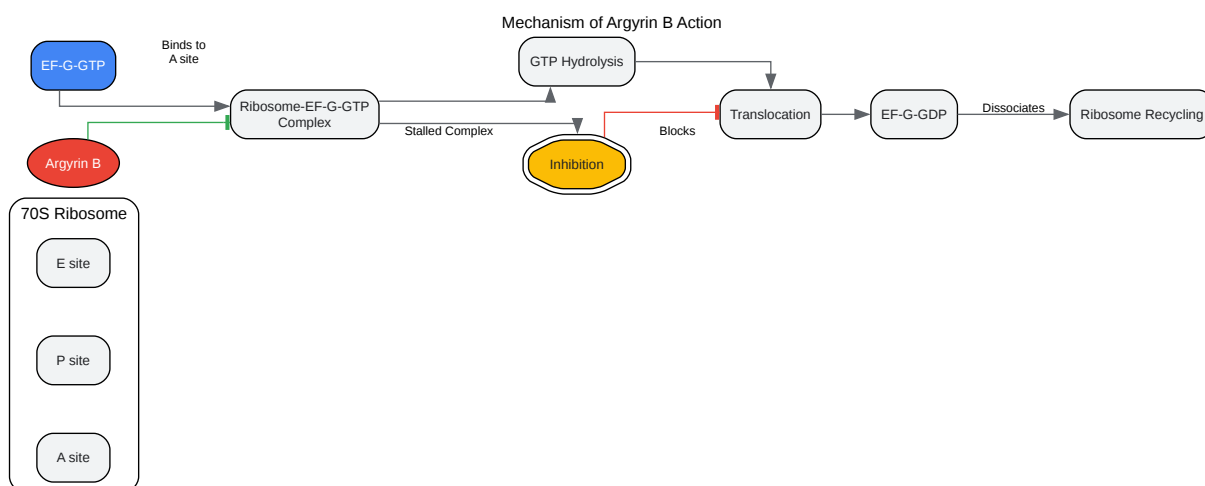 Mechanism of Argyrin B Action
EF-G-GTP
Binds to
A site
Ribosome-EF-G-GTP
Complex
GTP Hydrolysis
Stalled Complex
Argyrin B
Inhibition
Blocks
Translocation
EF-G-GDP
Dissociates
Ribosome Recycling
70S Ribosome
E site
P site
A site